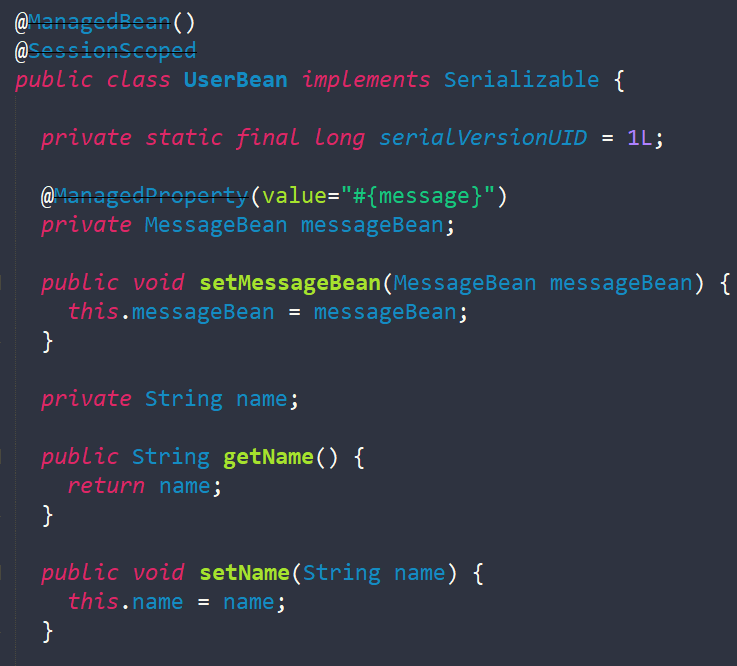 @ManagedBean()
@SessionScoped
public class UserBean implements Serializable {
private static final long serialVersionUID = 1L;
@ManagedProperty(value="#{message}")
private MessageBean messageBean;
public void setMessageBean(MessageBean messageBean) {
this.messageBean = messageBean;
}
private String name;
public String getName() {
return name;
}
public void setName(String name) {
this.name = name;
}